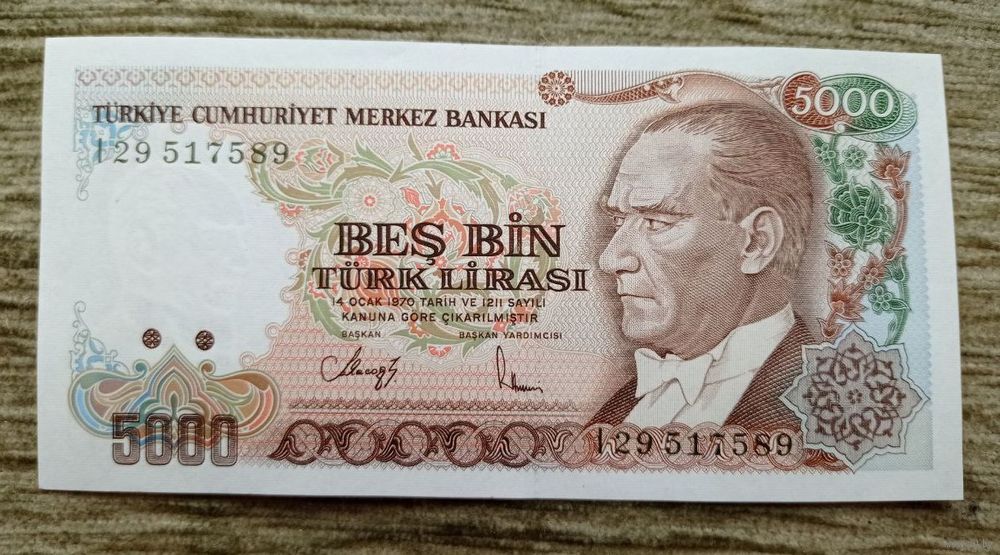 5000
TÜRKİYE CUMHURİYET MERKEZ BANKASI
I29 517589
BEŞ BİN
TÜRK LİRASI
14 OCAK 1970 TARİH VE 1211 SAYILI
KANUNA GÖRE ÇIKARILMIŞTIR
BAŞKAN BAŞKAN YARDIMCISI
5000
I29 517589